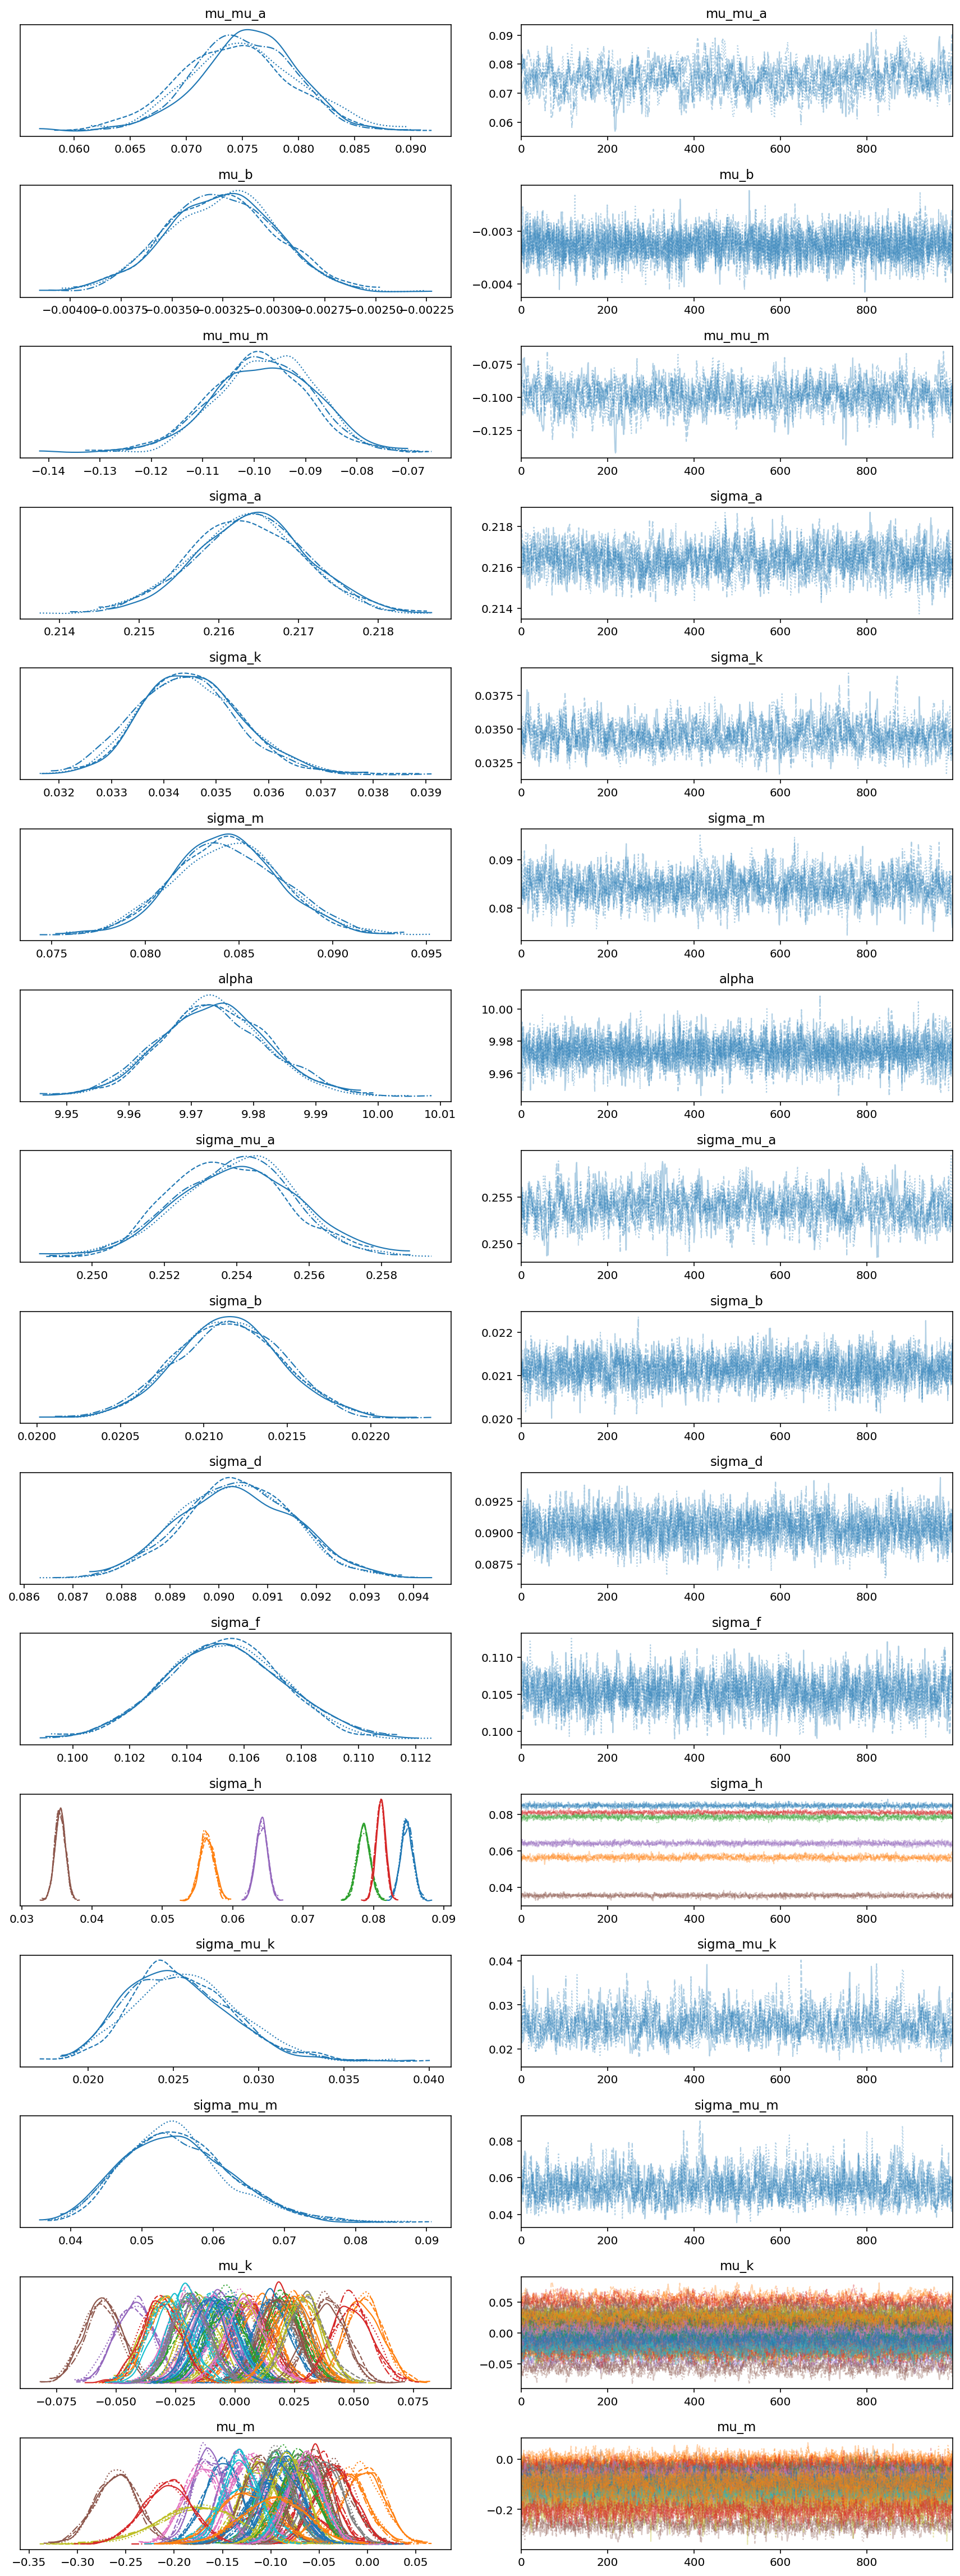 mu_mu_a mu_mu_a
0.09
0.08
0.07
0.06
0.060 0.065 0.070 0.075 0.080 0.085 0.090 0 200 400 600 800
mu_b mu_b
−0.003
−0.004
−0.00400 −0.00375 −0.00350 −0.00325 −0.00300 −0.00275 −0.00250 −0.00225 0 200 400 600 800
mu_mu_m mu_mu_m
−0.075
−0.100
−0.125
−0.14 −0.13 −0.12 −0.11 −0.10 −0.09 −0.08 −0.07 0 200 400 600 800
sigma_a sigma_a
0.218
0.216
0.214
0.214 0.215 0.216 0.217 0.218 0 200 400 600 800
sigma_k sigma_k
0.0375
0.0350
0.0325
0.032 0.033 0.034 0.035 0.036 0.037 0.038 0.039 0 200 400 600 800
sigma_m sigma_m
0.09
0.08
0.075 0.080 0.085 0.090 0.095 0 200 400 600 800
alpha alpha
10.00
9.98
9.96
9.95 9.96 9.97 9.98 9.99 10.00 10.01 0 200 400 600 800
sigma_mu_a sigma_mu_a
0.255
0.250
0.250 0.252 0.254 0.256 0.258 0 200 400 600 800
sigma_b sigma_b
0.022
0.021
0.020
0.0200 0.0205 0.0210 0.0215 0.0220 0 200 400 600 800
sigma_d sigma_d
0.0925
0.0900
0.0875
0.086 0.087 0.088 0.089 0.090 0.091 0.092 0.093 0.094 0 200 400 600 800
sigma_f sigma_f
0.110
0.105
0.100
0.100 0.102 0.104 0.106 0.108 0.110 0.112 0 200 400 600 800
sigma_h sigma_h
0.08
0.06
0.04
0.03 0.04 0.05 0.06 0.07 0.08 0.09 0 200 400 600 800
sigma_mu_k sigma_mu_k
0.04
0.03
0.02
0.020 0.025 0.030 0.035 0.040 0 200 400 600 800
sigma_mu_m sigma_mu_m
0.08
0.06
0.04
0.04 0.05 0.06 0.07 0.08 0.09 0 200 400 600 800
mu_k mu_k
0.05
0.00
−0.05
−0.075 −0.050 −0.025 0.000 0.025 0.050 0.075 0 200 400 600 800
mu_m mu_m
0.0
−0.2
−0.35 −0.30 −0.25 −0.20 −0.15 −0.10 −0.05 0.00 0.05 0 200 400 600 800